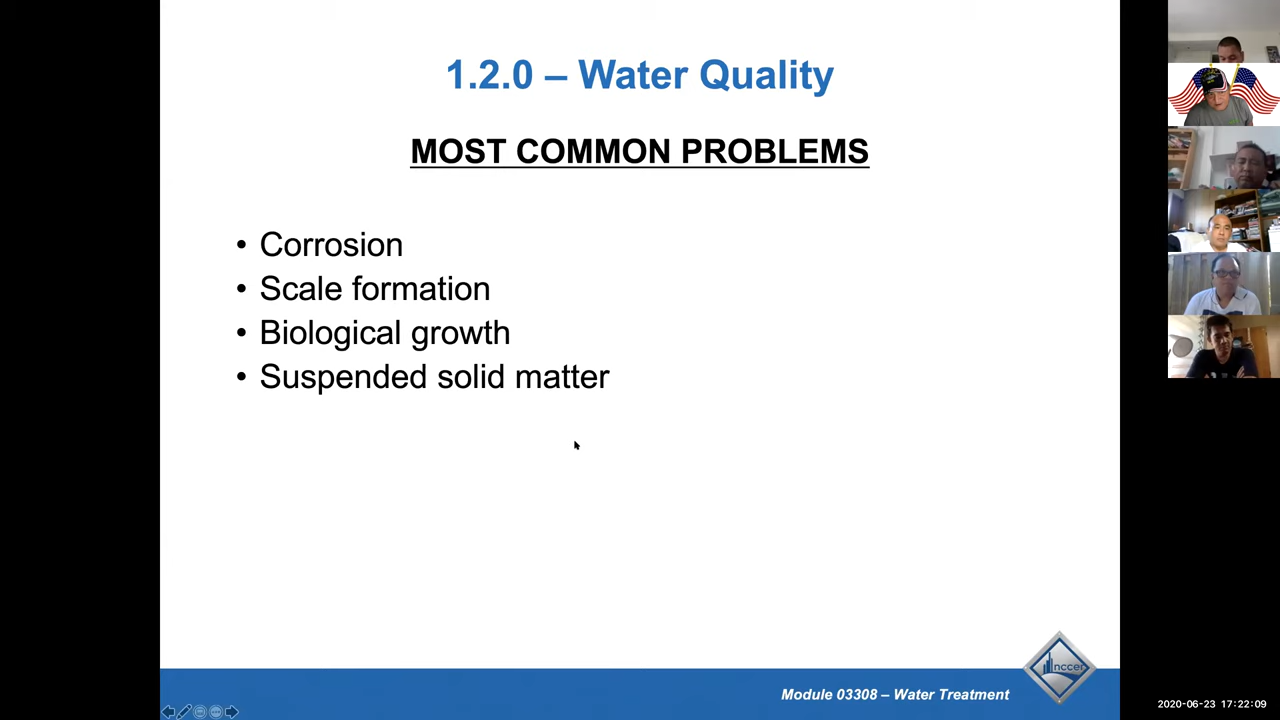 1.2.0 – Water Quality
MOST COMMON PROBLEMS
• Corrosion
• Scale formation
• Biological growth
• Suspended solid matter
nccer
Module 03308 – Water Treatment
2020-06-23 17:22:09